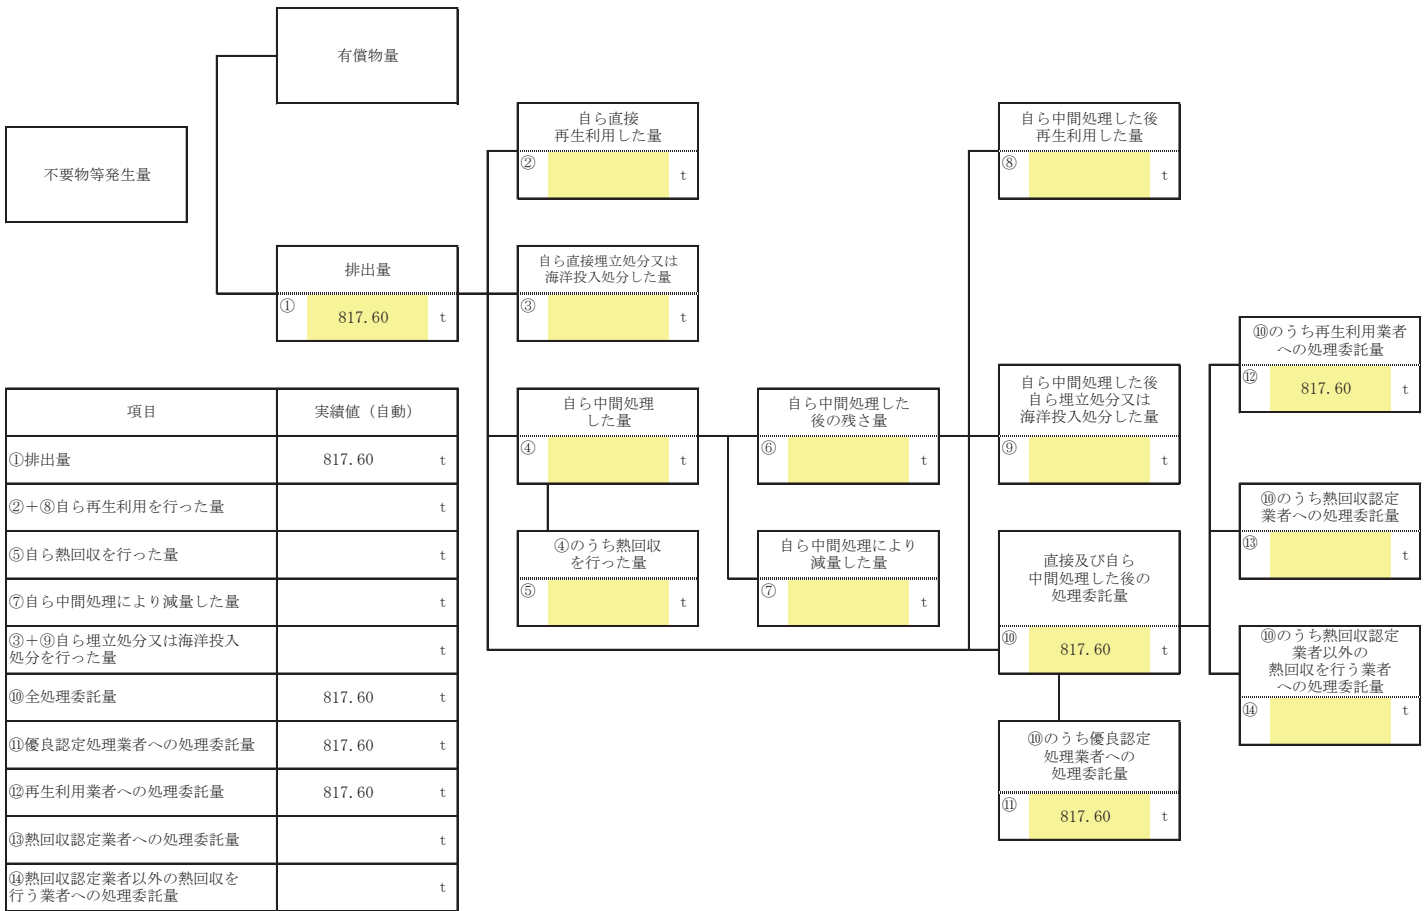 有償物量
不要物等発生量
排出量
①
817.60
t
自ら直接
再生利用した量
②
t
自ら直接埋立処分又は
海洋投入処分した量
③
t
自ら中間処理
した量
④
t
④のうち熱回収
を行った量
⑤
t
自ら中間処理した
後の残さ量
⑥
t
自ら中間処理により
減量した量
⑦
t
自ら中間処理した後
再生利用した量
⑧
t
自ら中間処理した後
自ら埋立処分又は
海洋投入処分した量
⑨
t
直接及び自ら
中間処理した後の
処理委託量
⑩
817.60
t
⑩のうち優良認定
処理業者への
処理委託量
⑪
817.60
t
⑩のうち再生利用業者
への処理委託量
⑫
817.60
t
⑩のうち熱回収認定
業者への処理委託量
⑬
t
⑩のうち熱回収認定
業者以外の
熱回収を行う業者
への処理委託量
⑭
t
項目 実績値（自動）
①排出量 817.60 t
②＋⑧自ら再生利用を行った量 t
⑤自ら熱回収を行った量 t
⑦自ら中間処理により減量した量 t
③＋⑨自ら埋立処分又は海洋投入
処分を行った量 t
⑩全処理委託量 817.60 t
⑪優良認定処理業者への処理委託量 817.60 t
⑫再生利用業者への処理委託量 817.60 t
⑬熱回収認定業者への処理委託量 t
⑭熱回収認定業者以外の熱回収を
行う業者への処理委託量 t